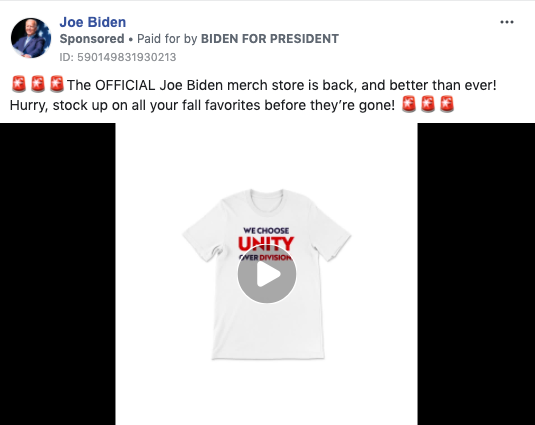 Joe Biden
Sponsored • Paid for by BIDEN FOR PRESIDENT
ID: 590149831930213
🚨🚨🚨The OFFICIAL Joe Biden merch store is back, and better than ever!
Hurry, stock up on all your fall favorites before they’re gone! 🚨🚨🚨
WE CHOOSE
UNITY
OVER DIVISION